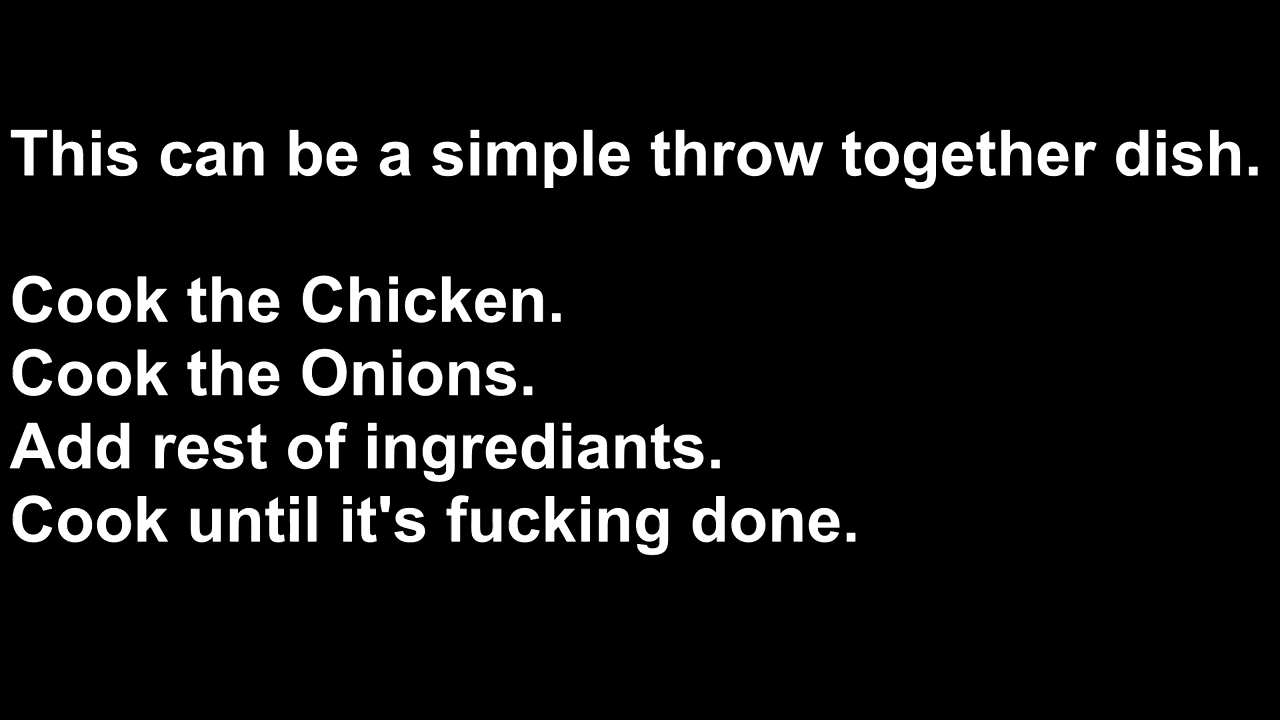 This can be a simple throw together dish.
Cook the Chicken.
Cook the Onions.
Add rest of ingrediants.
Cook until it's fucking done.